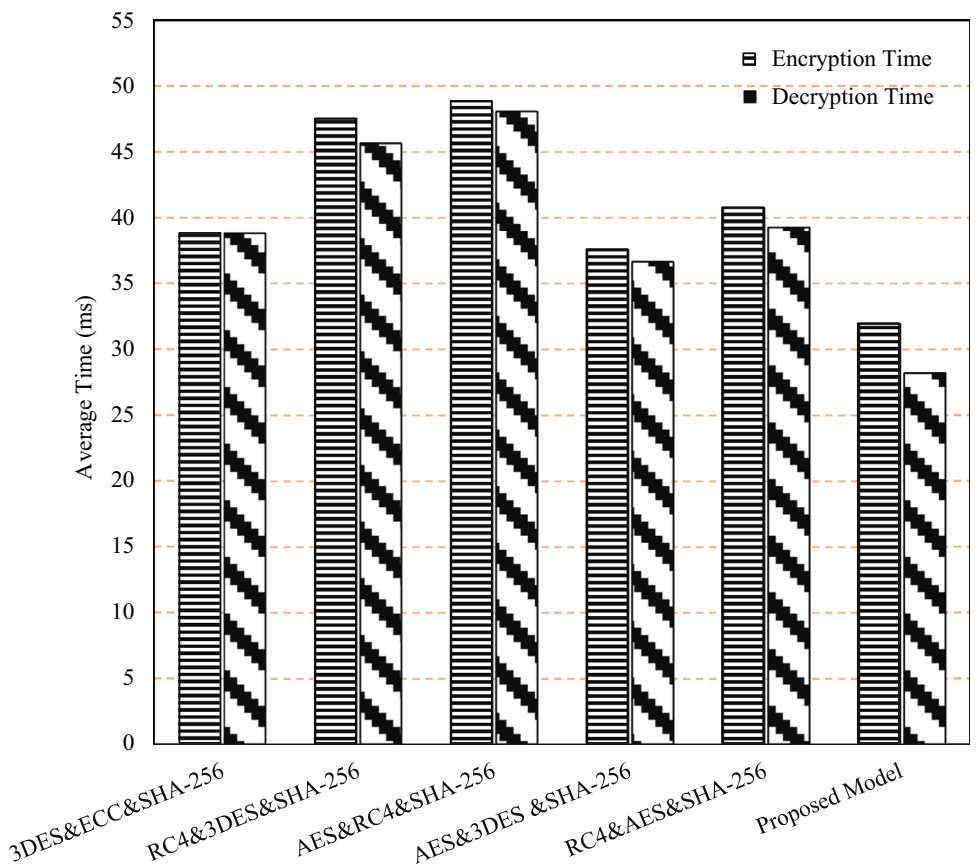 55
50
45
40
35
30
25
20
15
10
5
0
Average Time (ms)
Encryption Time
Decryption Time
3DES&ECC&SHA-256
RC4&3DES&SHA-256
AES&RC4&SHA-256
AES&3DES &SHA-256
RC4&AES&SHA-256
Proposed Model